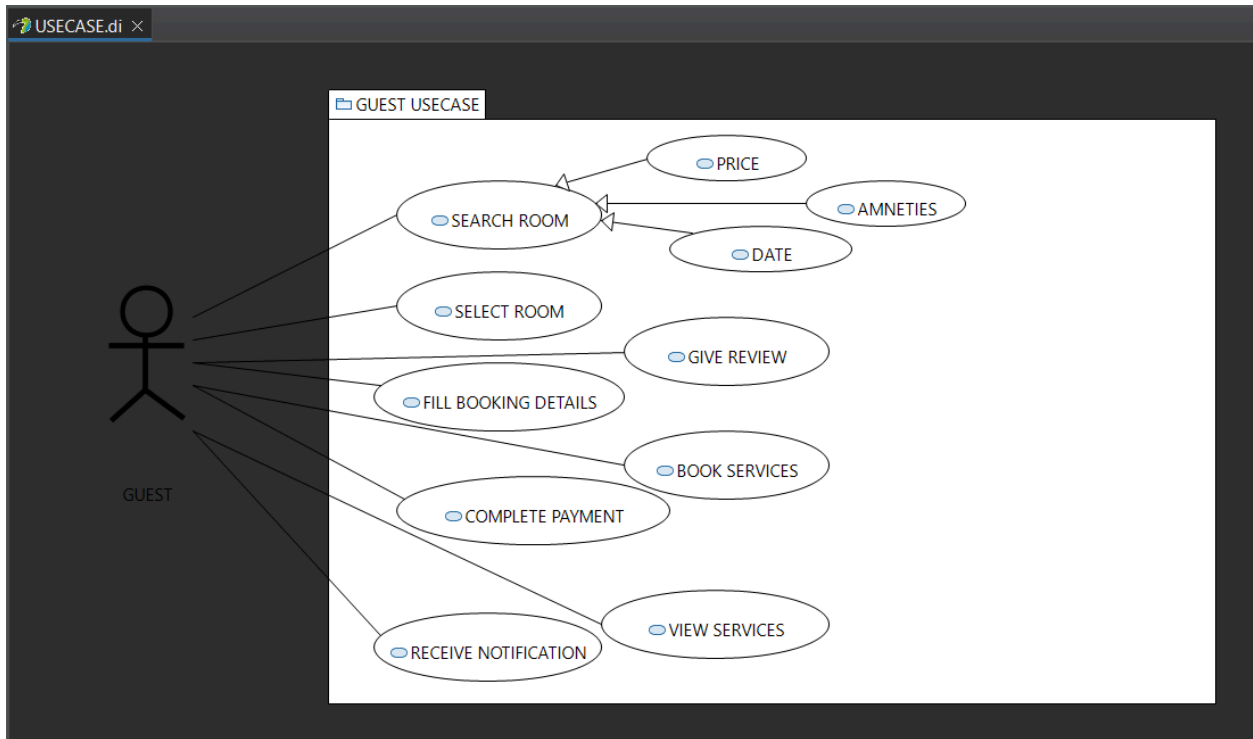 USECASE.di
GUEST USECASE
PRICE
SEARCH ROOM
AMNETIES
DATE
SELECT ROOM
GIVE REVIEW
FILL BOOKING DETAILS
BOOK SERVICES
GUEST
COMPLETE PAYMENT
VIEW SERVICES
RECEIVE NOTIFICATION